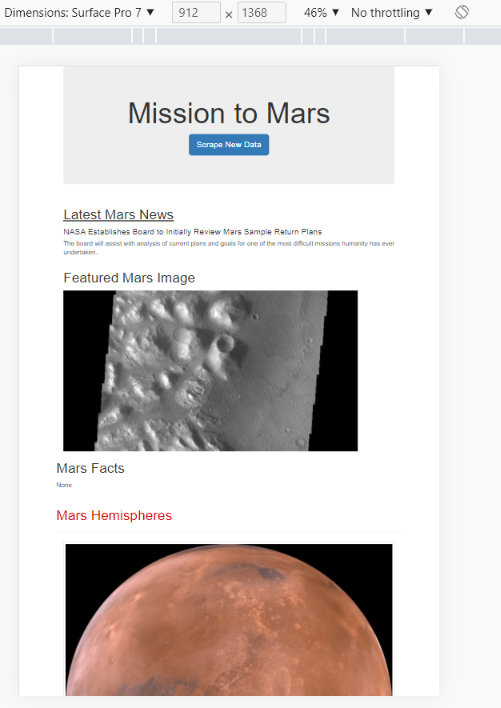 Dimensions: Surface Pro 7 ▼ 912 x 1368 46% ▼ No throttling ▼
Mission to Mars
Scrape New Data
Latest Mars News
NASA Establishes Board to Initially Review Mars Sample Return Plans
The board will assist with analysis of current plans and goals for one of the most difficult missions humanity has ever
undertaken.
Featured Mars Image
Mars Facts
None
Mars Hemispheres